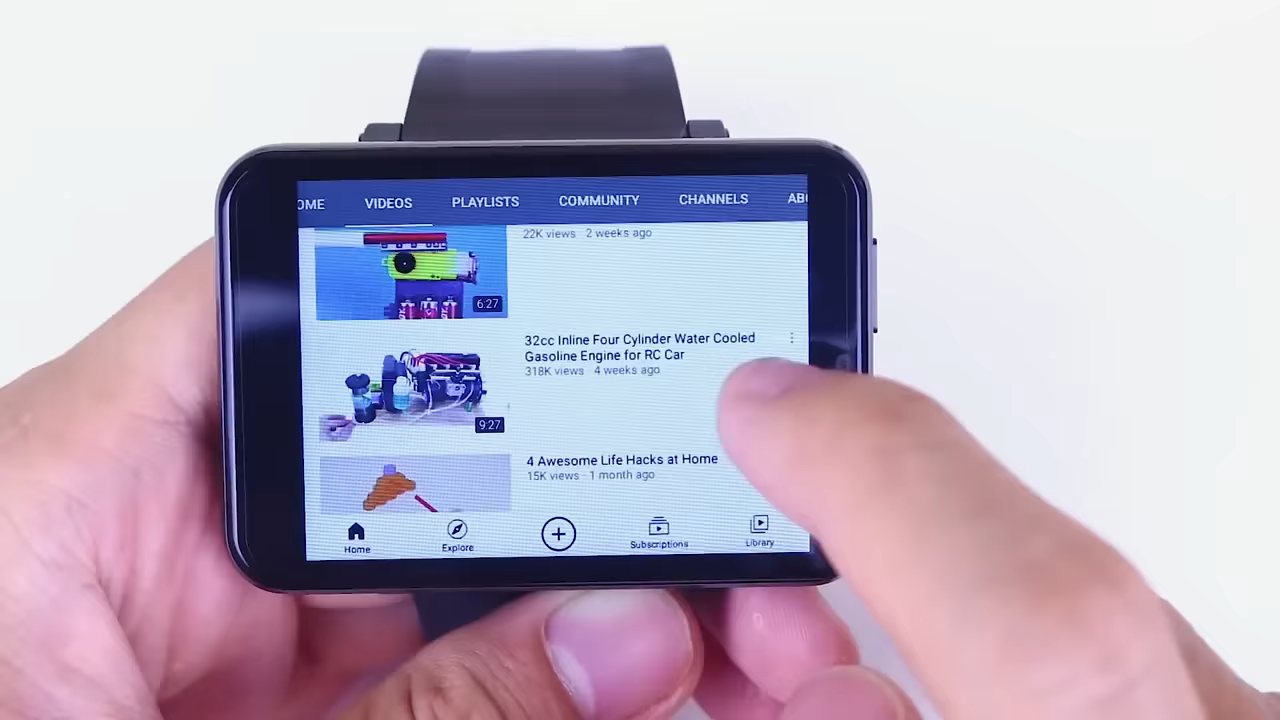 OME VIDEOS PLAYLISTS COMMUNITY CHANNELS ABO
22K views 2 weeks ago
6:27
32cc Inline Four Cylinder Water Cooled
Gasoline Engine for RC Car
318K views · 4 weeks ago
9:27
4 Awesome Life Hacks at Home
15K views · 1 month ago
Home Explore Subscriptions Library